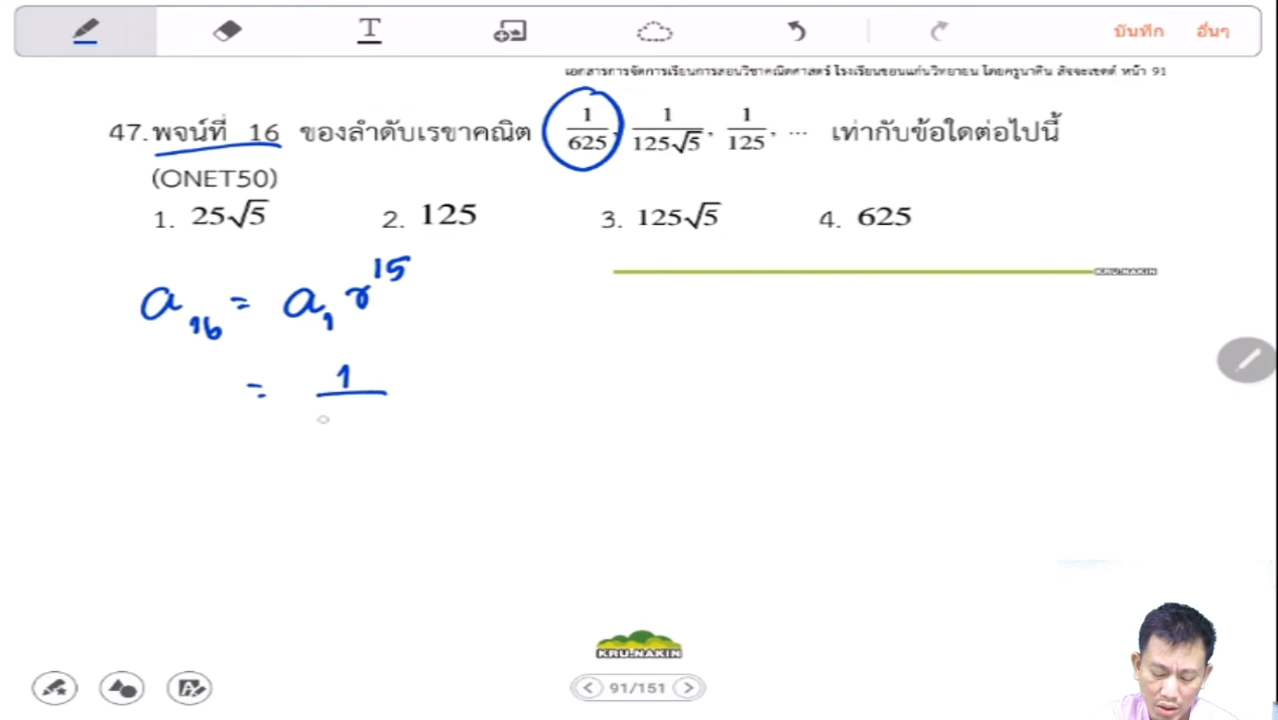 T
บันทึก อื่นๆ
เอกสารการจัดการเรียนการสอนวิชาคณิตศาสตร์ โรงเรียนขอนแก่นวิทยายน โดยครูนาคิน สัจจะเขตต์ หน้า 91
47. พจน์ที่ 16 ของลำดับเรขาคณิต 1/625, 1/125√5, 1/125, ... เท่ากับข้อใดต่อไปนี้
(ONET50)
1. 25√5 2. 125 3. 125√5 4. 625
KRU.NAKIN
a₁₆ = a₁ r¹⁵
= 1
KRU.NAKIN
91/151